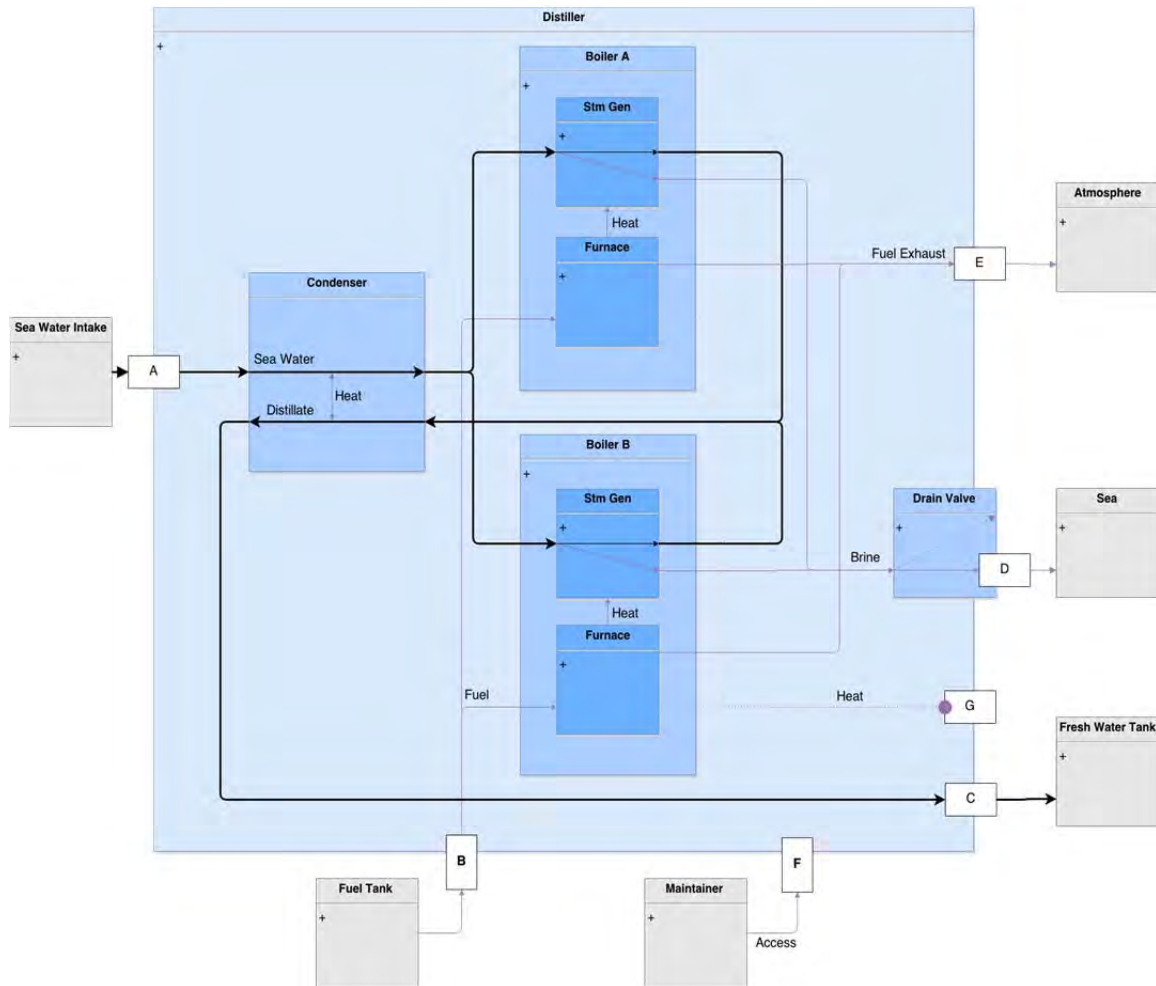 Distiller
+
Boiler A
+
Stm Gen
+
Heat
Furnace
+
Fuel Exhaust
E
Atmosphere
+
Condenser
Sea Water Intake
+
A
Sea Water
Heat
Distillate
Boiler B
+
Stm Gen
+
Heat
Furnace
+
Fuel
Brine
Drain Valve
+
D
Sea
+
Heat
G
Fresh Water Tank
+
C
B
F
Fuel Tank
+
Maintainer
+
Access